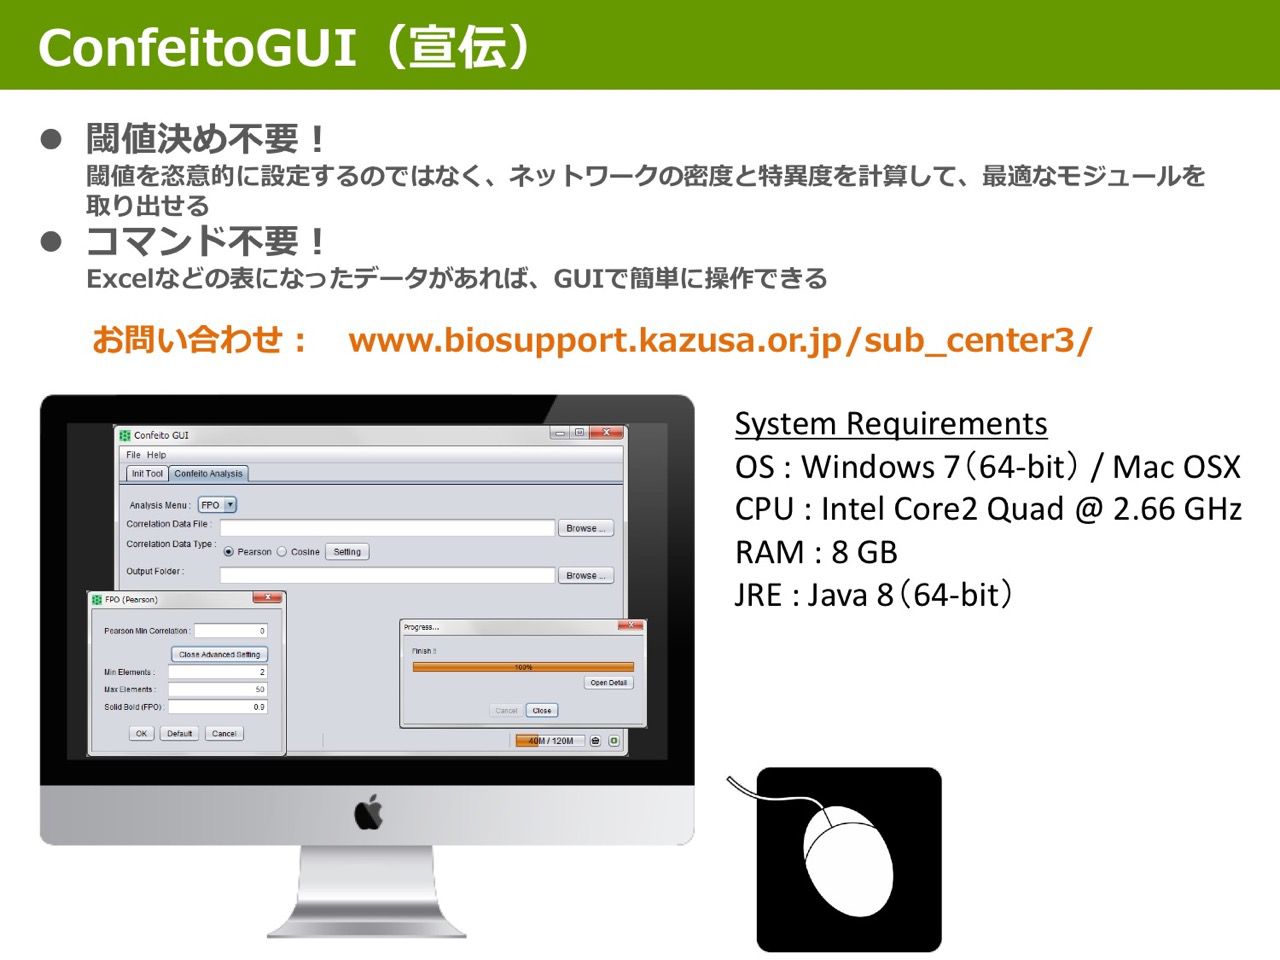 ConfeitoGUI（宣伝）
● 閾値決め不要！
閾値を恣意的に設定するのではなく、ネットワークの密度と特異度を計算して、最適なモジュールを
取り出せる
● コマンド不要！
Excelなどの表になったデータがあれば、GUIで簡単に操作できる
お問い合わせ： www.biosupport.kazusa.or.jp/sub_center3/
Confeito GUI
File Help
Init Tool Confeito Analysis
Analysis Menu : FPO
Correlation Data File : Browse ...
Correlation Data Type : Pearson Cosine Setting
Output Folder : Browse ...
FPO (Pearson)
Pearson Min Correlation : 0
Close Advanced Setting
Min Elements : 2
Max Elements : 50
Solid Bold (FPO) : 0.9
OK Default Cancel
Progress...
Finish !!
100%
Open Detail
Cancel Close
40M / 120M
System Requirements
OS : Windows 7（64-bit） / Mac OSX
CPU : Intel Core2 Quad @ 2.66 GHz
RAM : 8 GB
JRE : Java 8（64-bit）